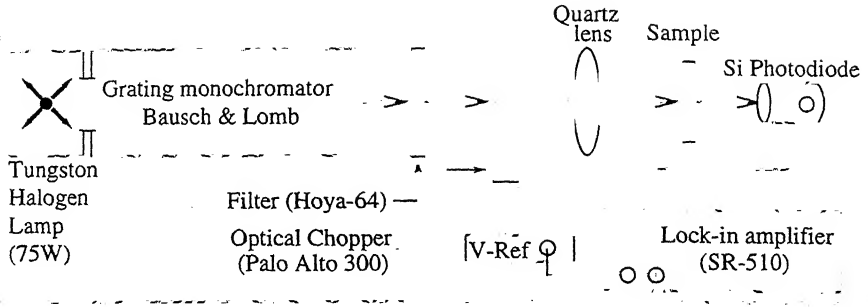 Quartz
lens
Sample
Si Photodiode
Grating monochromator
Bausch & Lomb
Tungston
Halogen
Lamp
(75W)
Filter (Hoya-64)
Optical Chopper
(Palo Alto 300)
V-Ref
Lock-in amplifier
(SR-510)